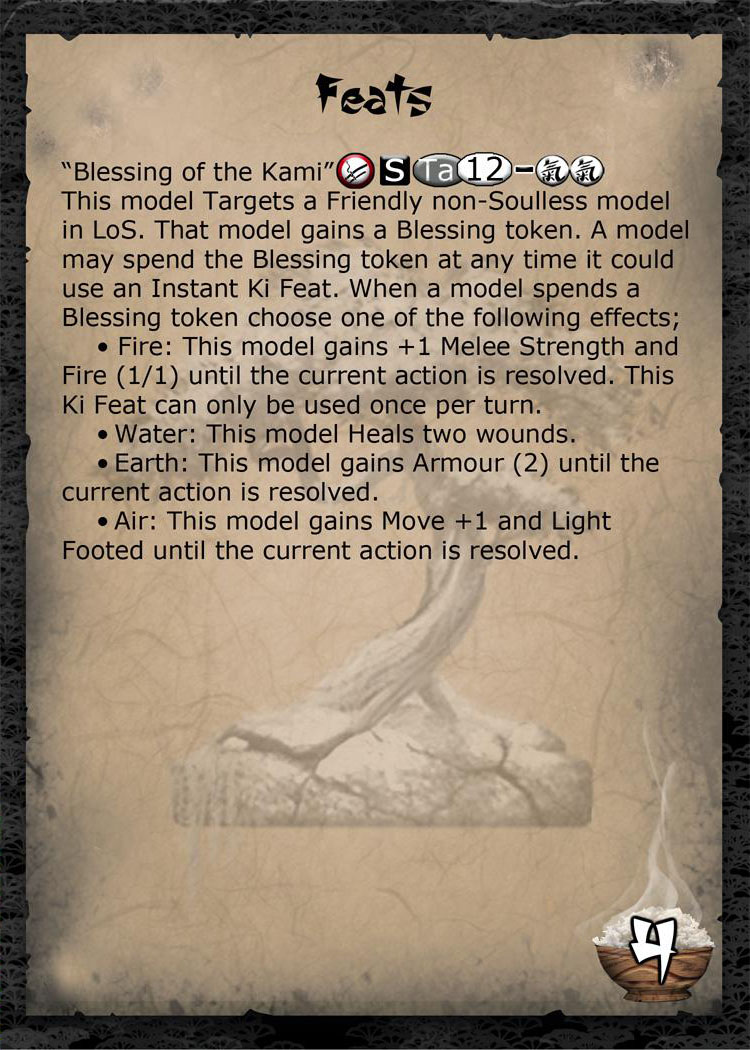 Feats
“Blessing of the Kami” S Ta 12 – 氣 氣
This model Targets a Friendly non-Soulless model
in LoS. That model gains a Blessing token. A model
may spend the Blessing token at any time it could
use an Instant Ki Feat. When a model spends a
Blessing token choose one of the following effects;
• Fire: This model gains +1 Melee Strength and
Fire (1/1) until the current action is resolved. This
Ki Feat can only be used once per turn.
• Water: This model Heals two wounds.
• Earth: This model gains Armour (2) until the
current action is resolved.
• Air: This model gains Move +1 and Light
Footed until the current action is resolved.
4